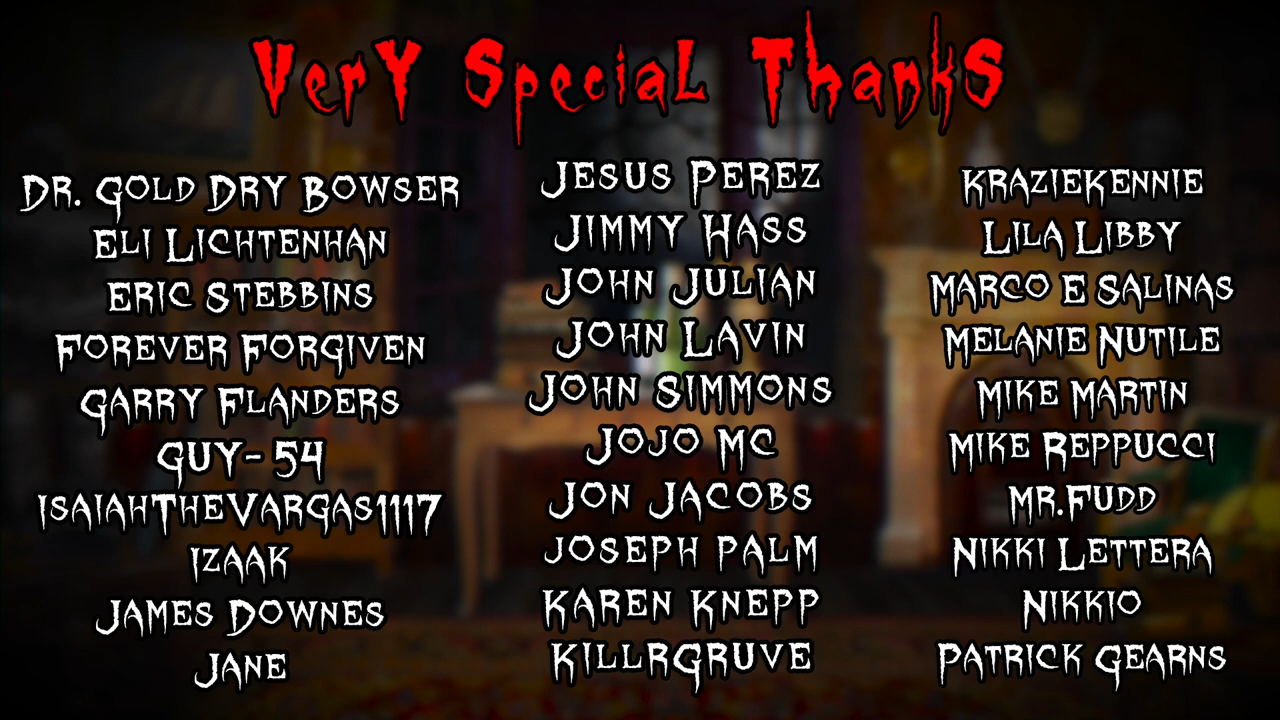 VerY SpeciaL ThankS
Dr. Gold Dry Bowser
Eli Lichtenhan
Eric Stebbins
Forever Forgiven
Garry Flanders
Guy-54
IsaiahTheVargas1117
Izaak
James Downes
Jane
Jesus Perez
Jimmy Hass
John Julian
John Lavin
John Simmons
JoJo Mc
Jon Jacobs
joseph palm
Karen Knepp
KillrGruve
KrazieKennie
Lila Libby
Marco E Salinas
Melanie Nutile
Mike Martin
Mike Reppucci
Mr.Fudd
Nikki Lettera
Nikkio
Patrick Gearns